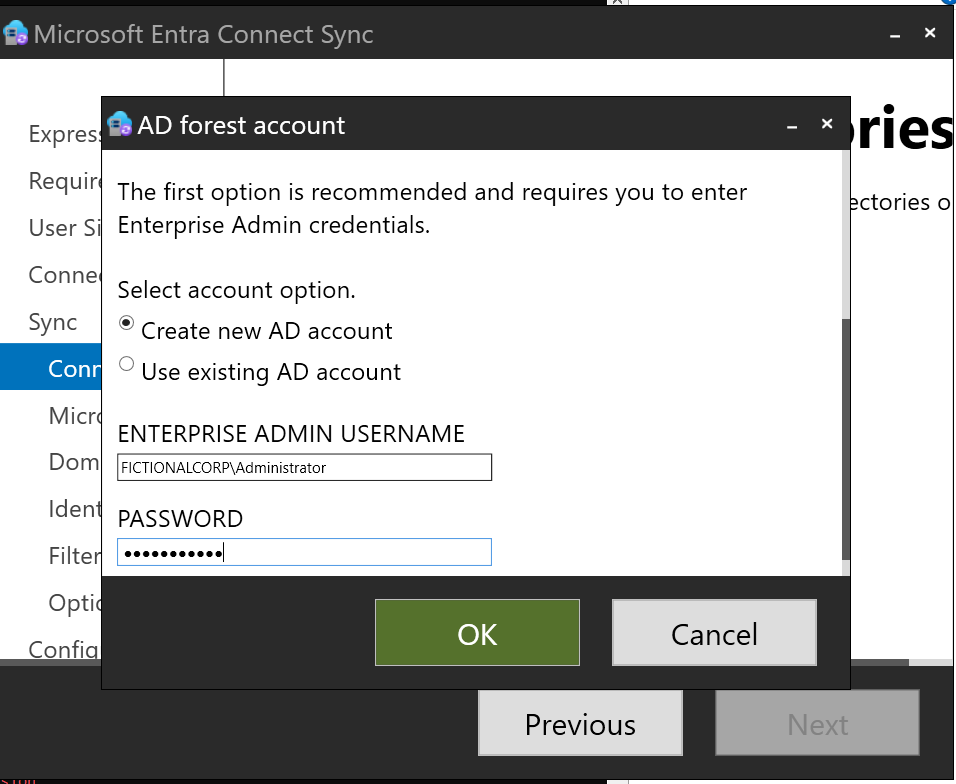 Microsoft Entra Connect Sync
AD forest account
The first option is recommended and requires you to enter
Enterprise Admin credentials.
Select account option.
Create new AD account
Use existing AD account
ENTERPRISE ADMIN USERNAME
FICTIONALCORP\Administrator
PASSWORD
•••••••••••
OK
Cancel
Sync
Previous
Next